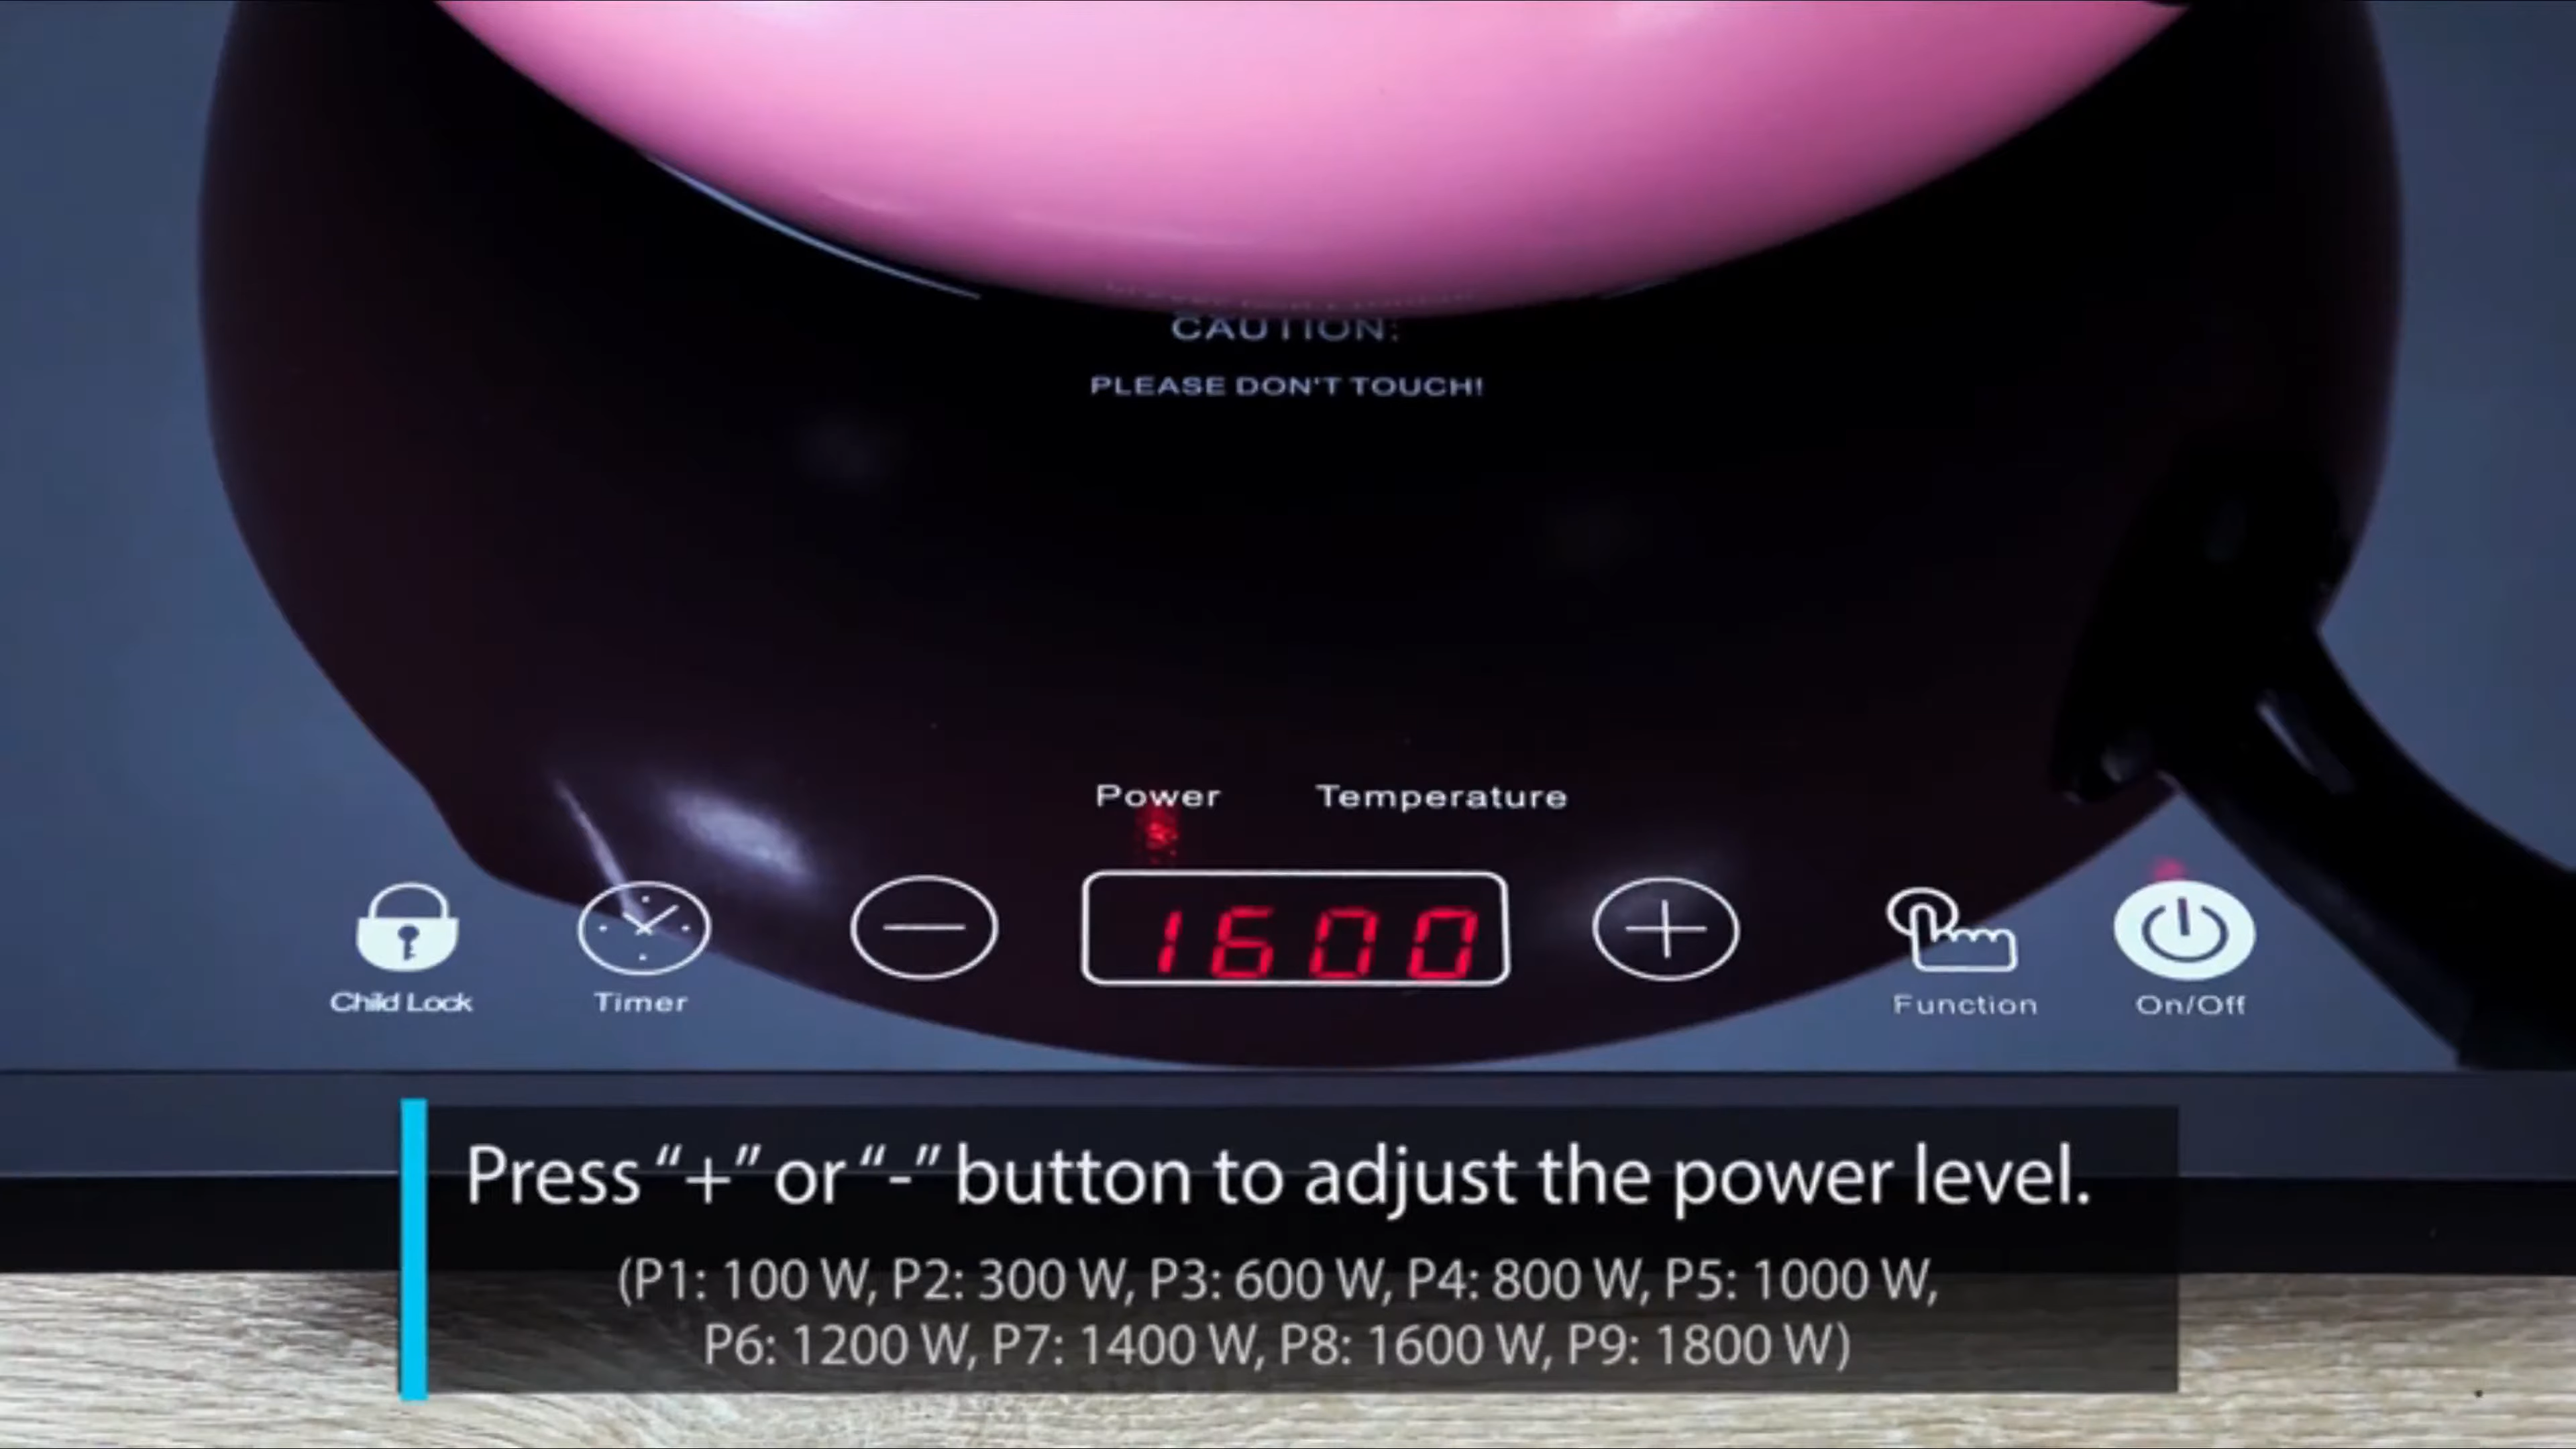 CAUTION:
PLEASE DON'T TOUCH!
Power Temperature
1600
Child Lock Timer Function On/Off
Press “+” or “-” button to adjust the power level.
(P1: 100 W, P2: 300 W, P3: 600 W, P4: 800 W, P5: 1000 W,
P6: 1200 W, P7: 1400 W, P8: 1600 W, P9: 1800 W)